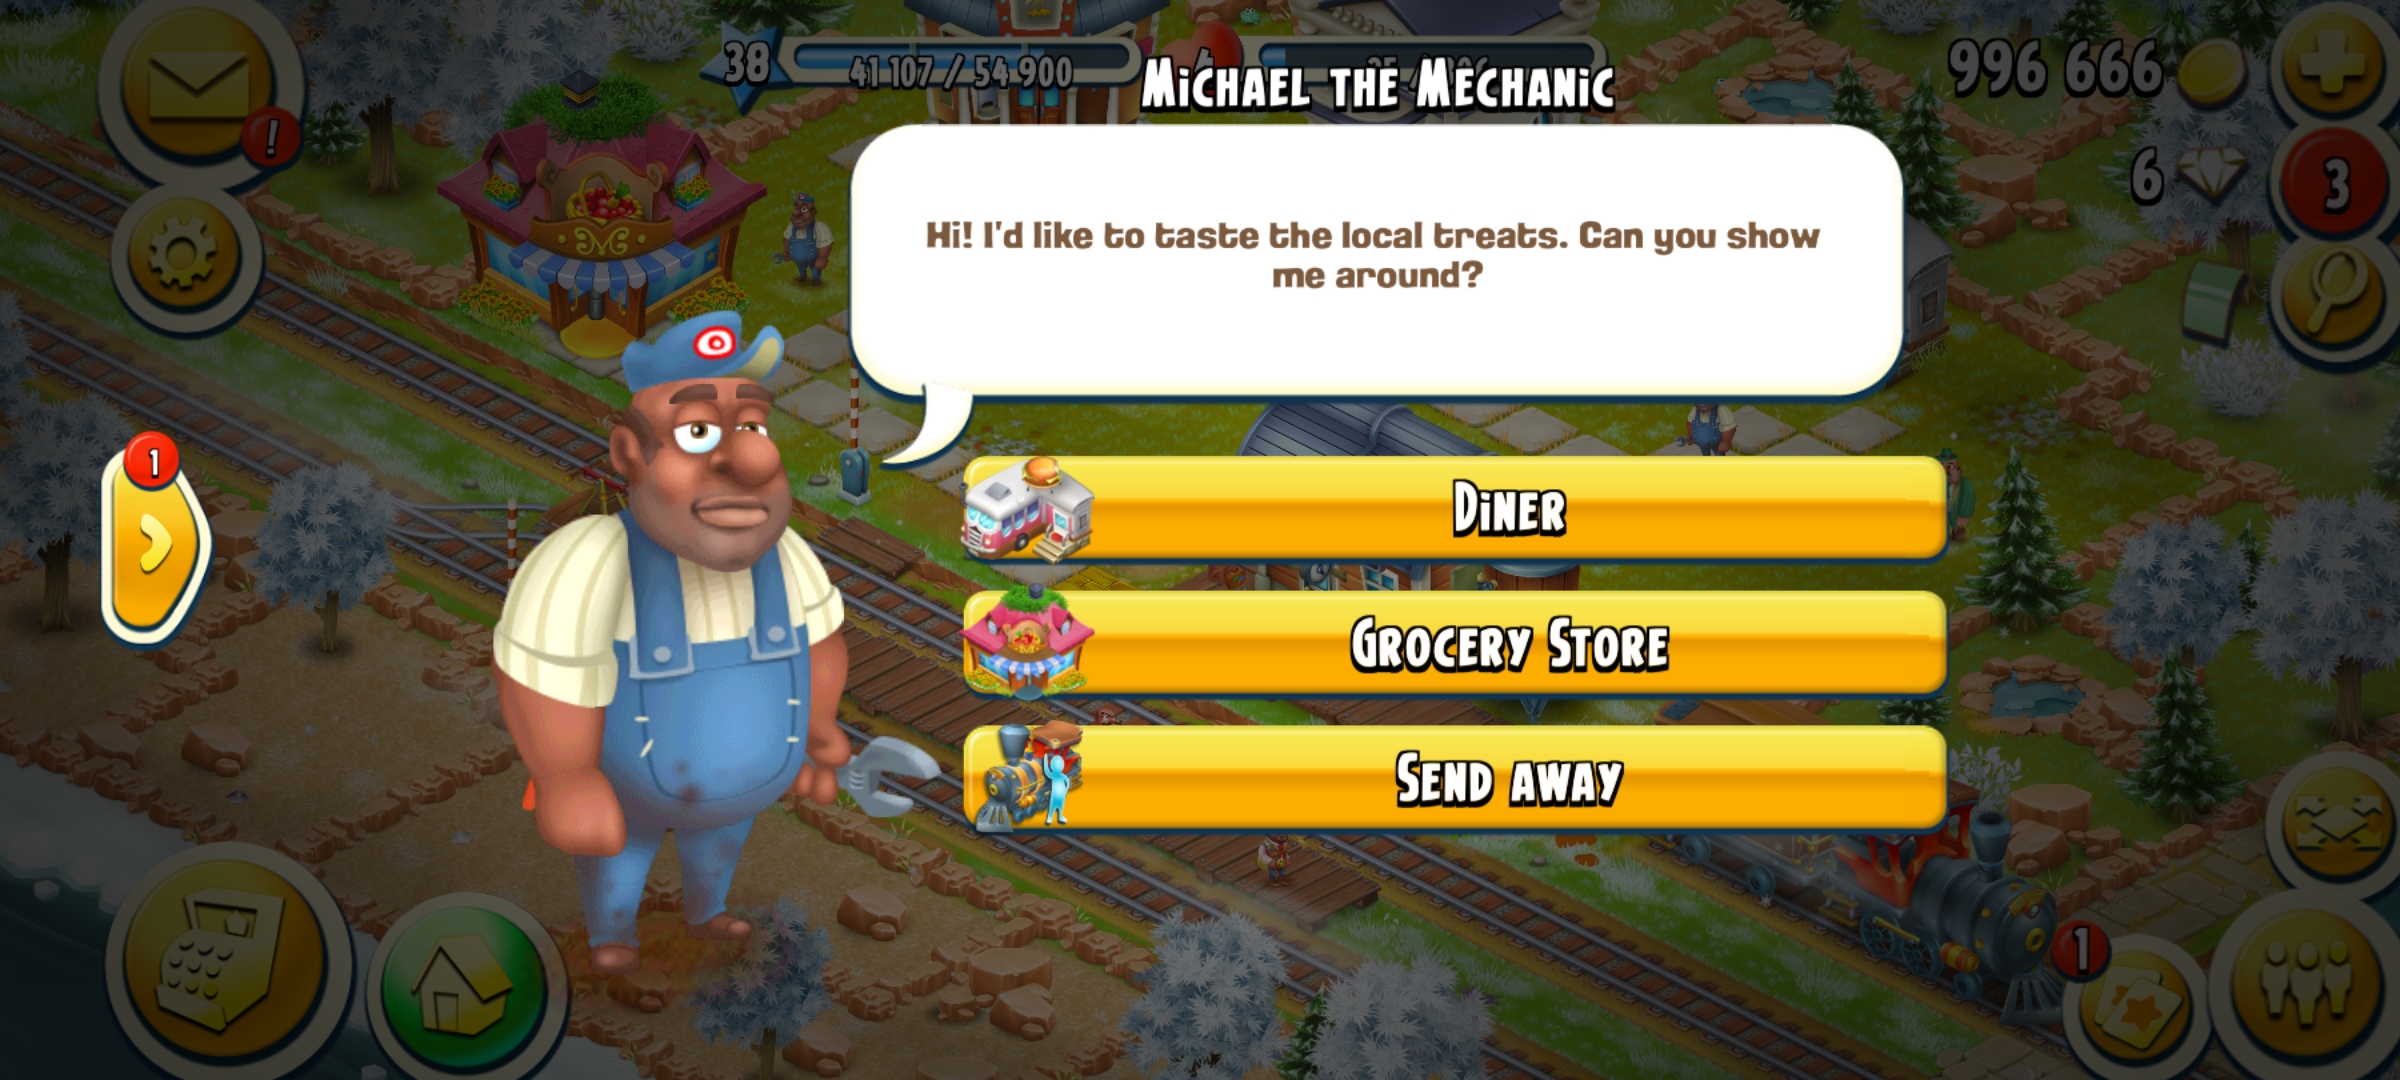 38
41 107 / 54 900
996 666
Michael the Mechanic
6
3
!
Hi! I'd like to taste the local treats. Can you show
me around?
1
Diner
Grocery Store
Send away
1